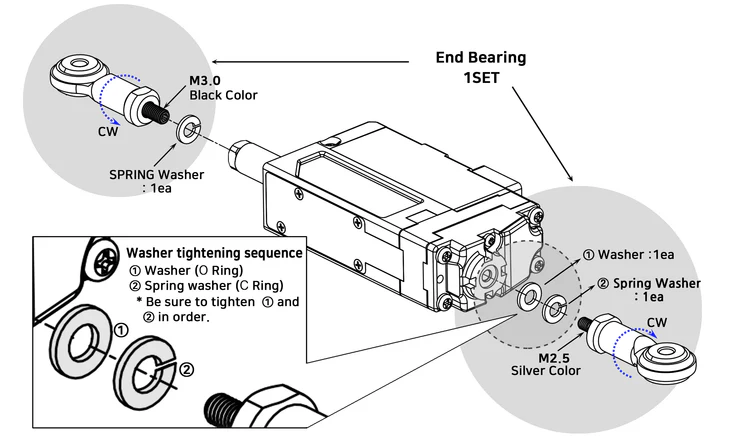 End Bearing
1SET
M3.0
Black Color
CW
SPRING Washer
: 1ea
Washer tightening sequence
① Washer (O Ring)
② Spring washer (C Ring)
* Be sure to tighten ① and
② in order.
①
②
① Washer :1ea
② Spring Washer
: 1ea
CW
M2.5
Silver Color